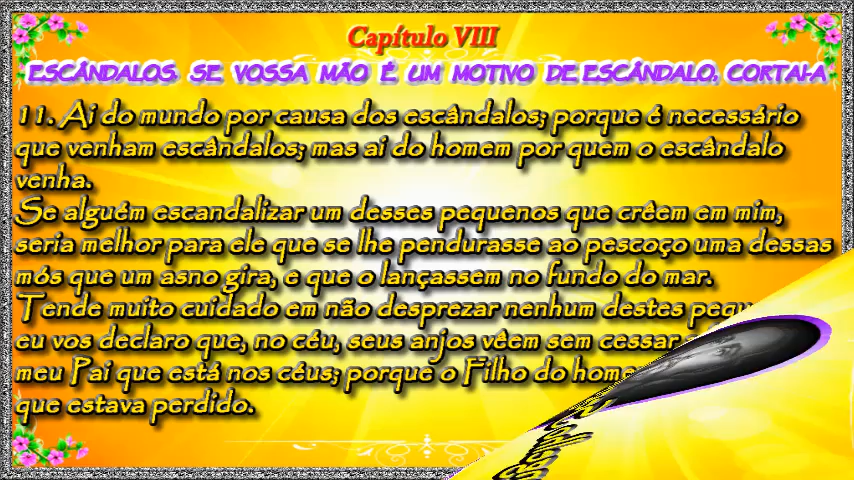 Capítulo VIII
ESCÂNDALOS. SE VOSSA MÃO É UM MOTIVO DE ESCÂNDALO, CORTAI-A
11. Ai do mundo por causa dos escândalos; porque é necessário
que venham escândalos; mas ai do homem por quem o escândalo
venha.
Se alguém escandalizar um desses pequenos que crêem em mim,
seria melhor para ele que se lhe pendurasse ao pescoço uma dessas
mós que um asno gira, e que o lançassem no fundo do mar.
Tende muito cuidado em não desprezar nenhum destes
eu vos declaro que, no céu, seus anjos vêem sem cessar
meu Pai que está nos céus; porque o Filho do
que estava perdido.